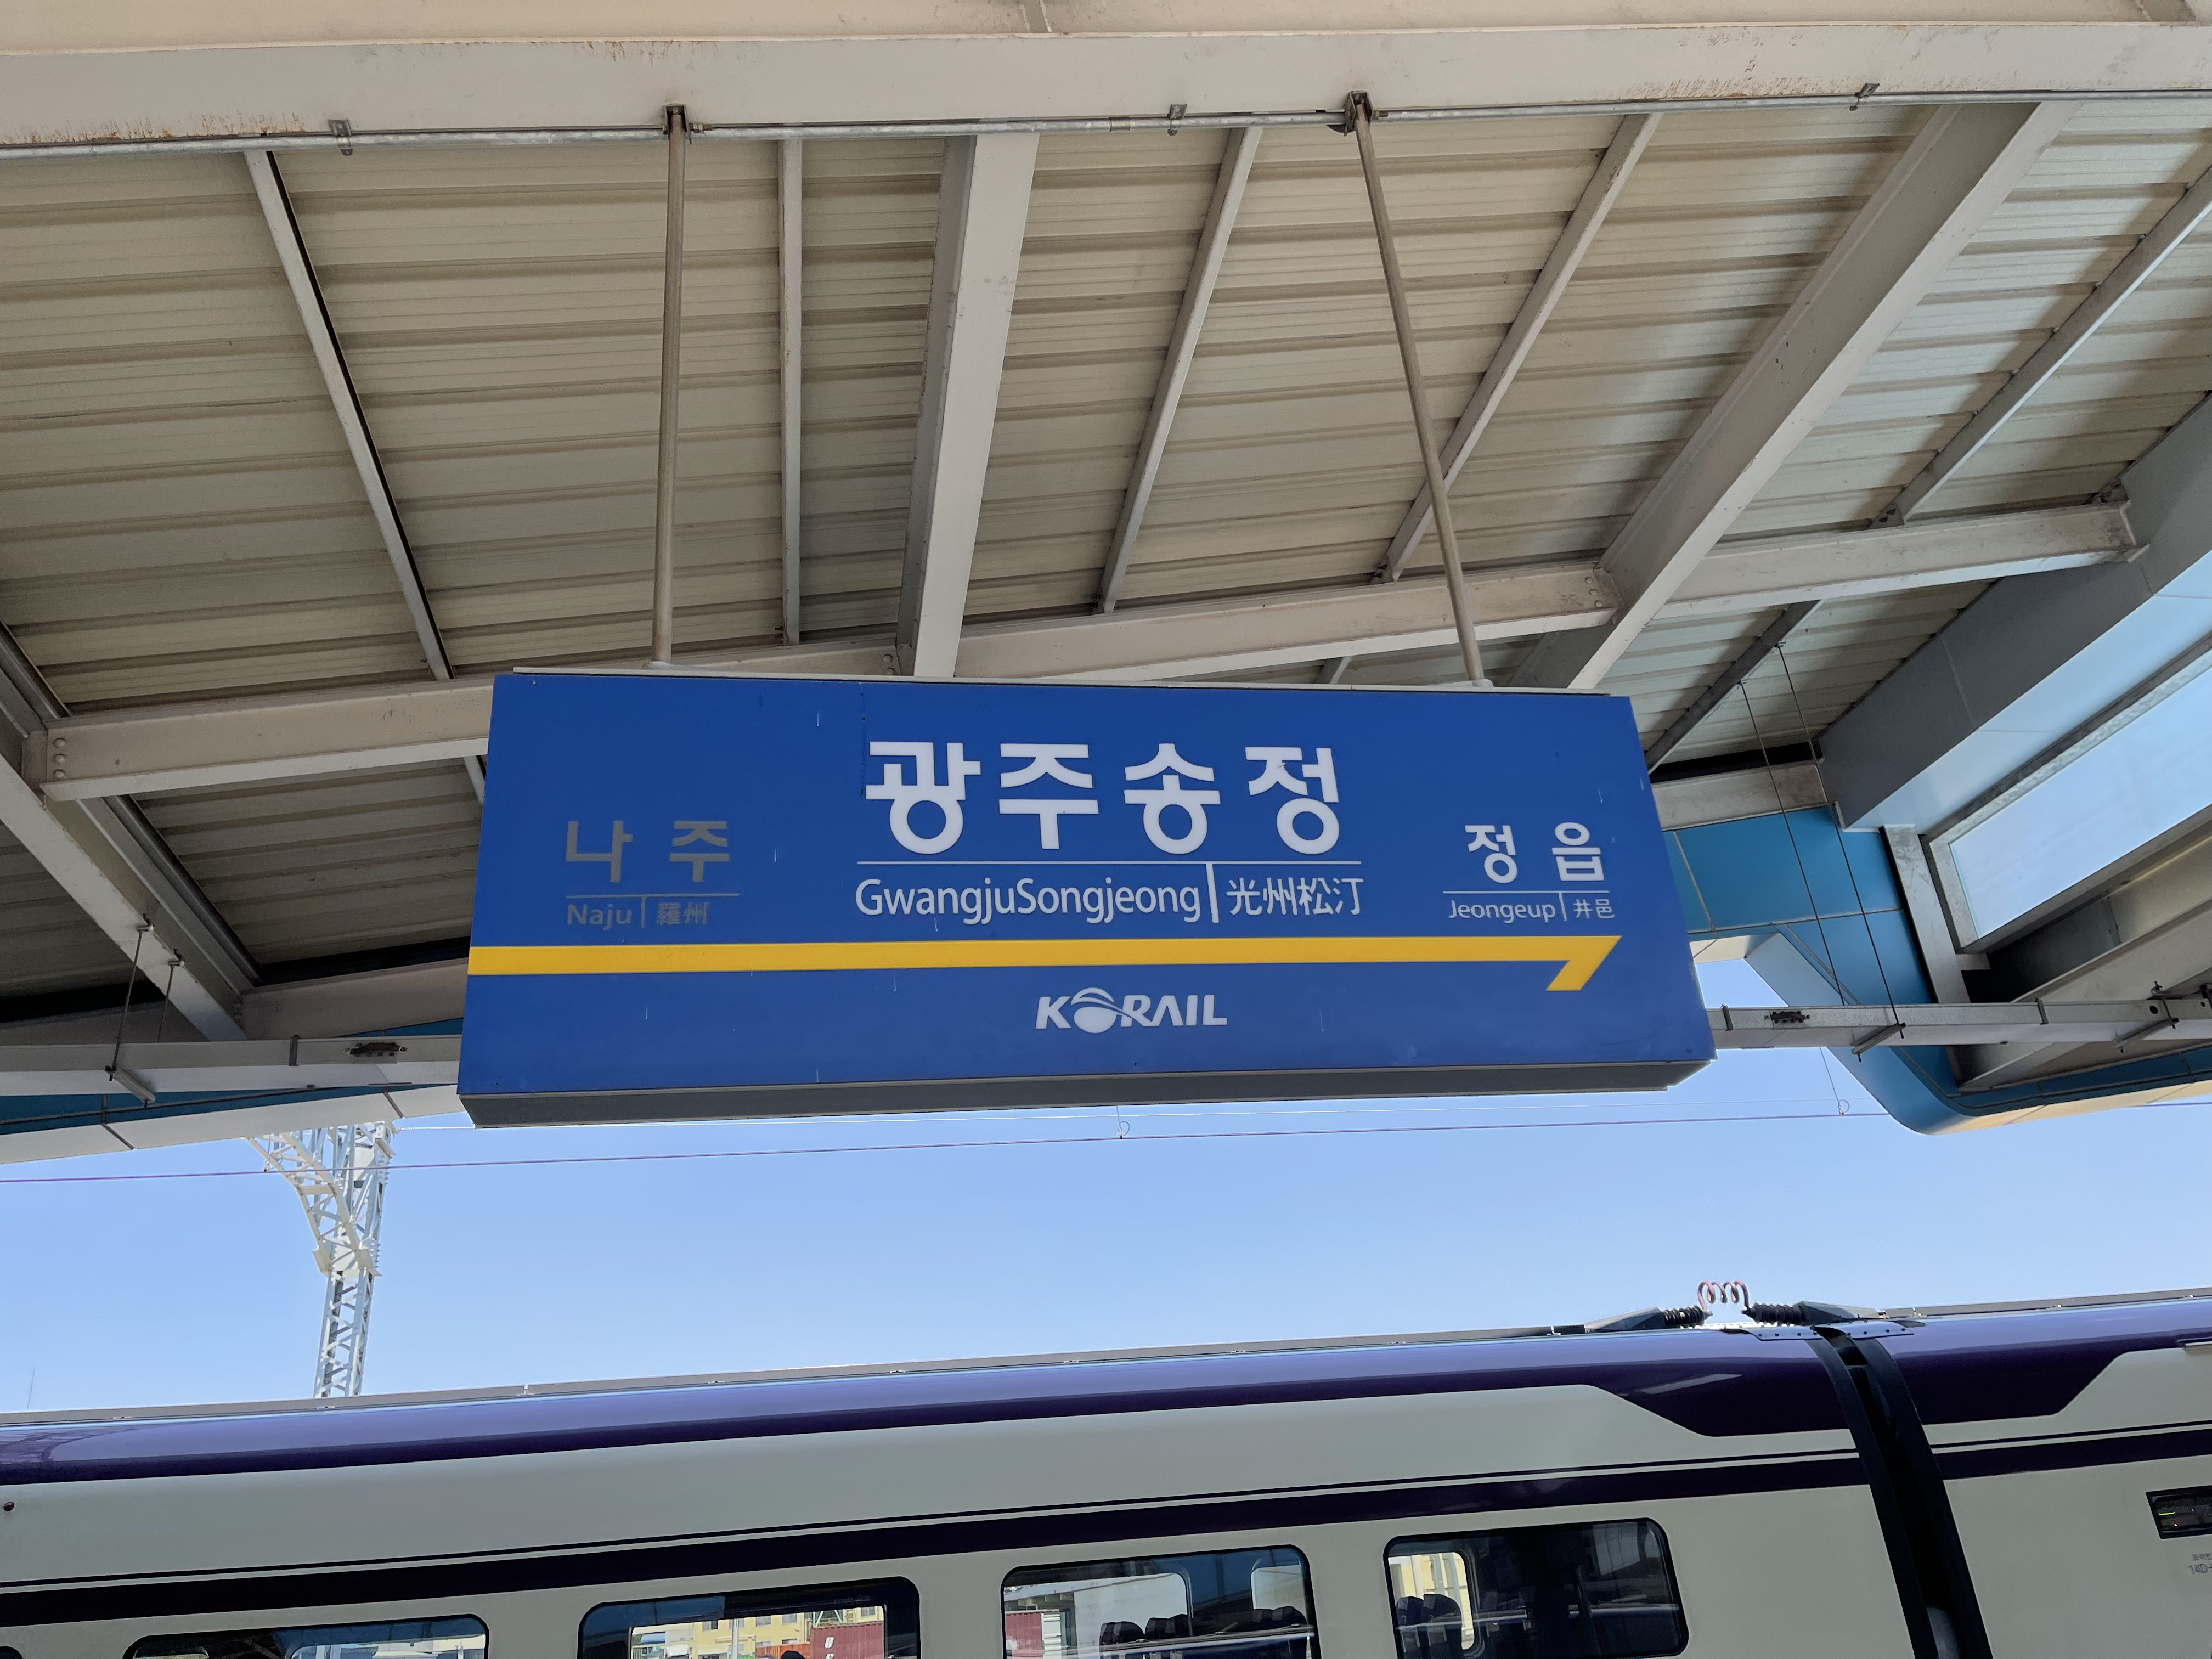 광주송정
GwangjuSongjeong 光州松汀
나주
Naju 羅州
정읍
Jeongeup 井邑
KORAIL